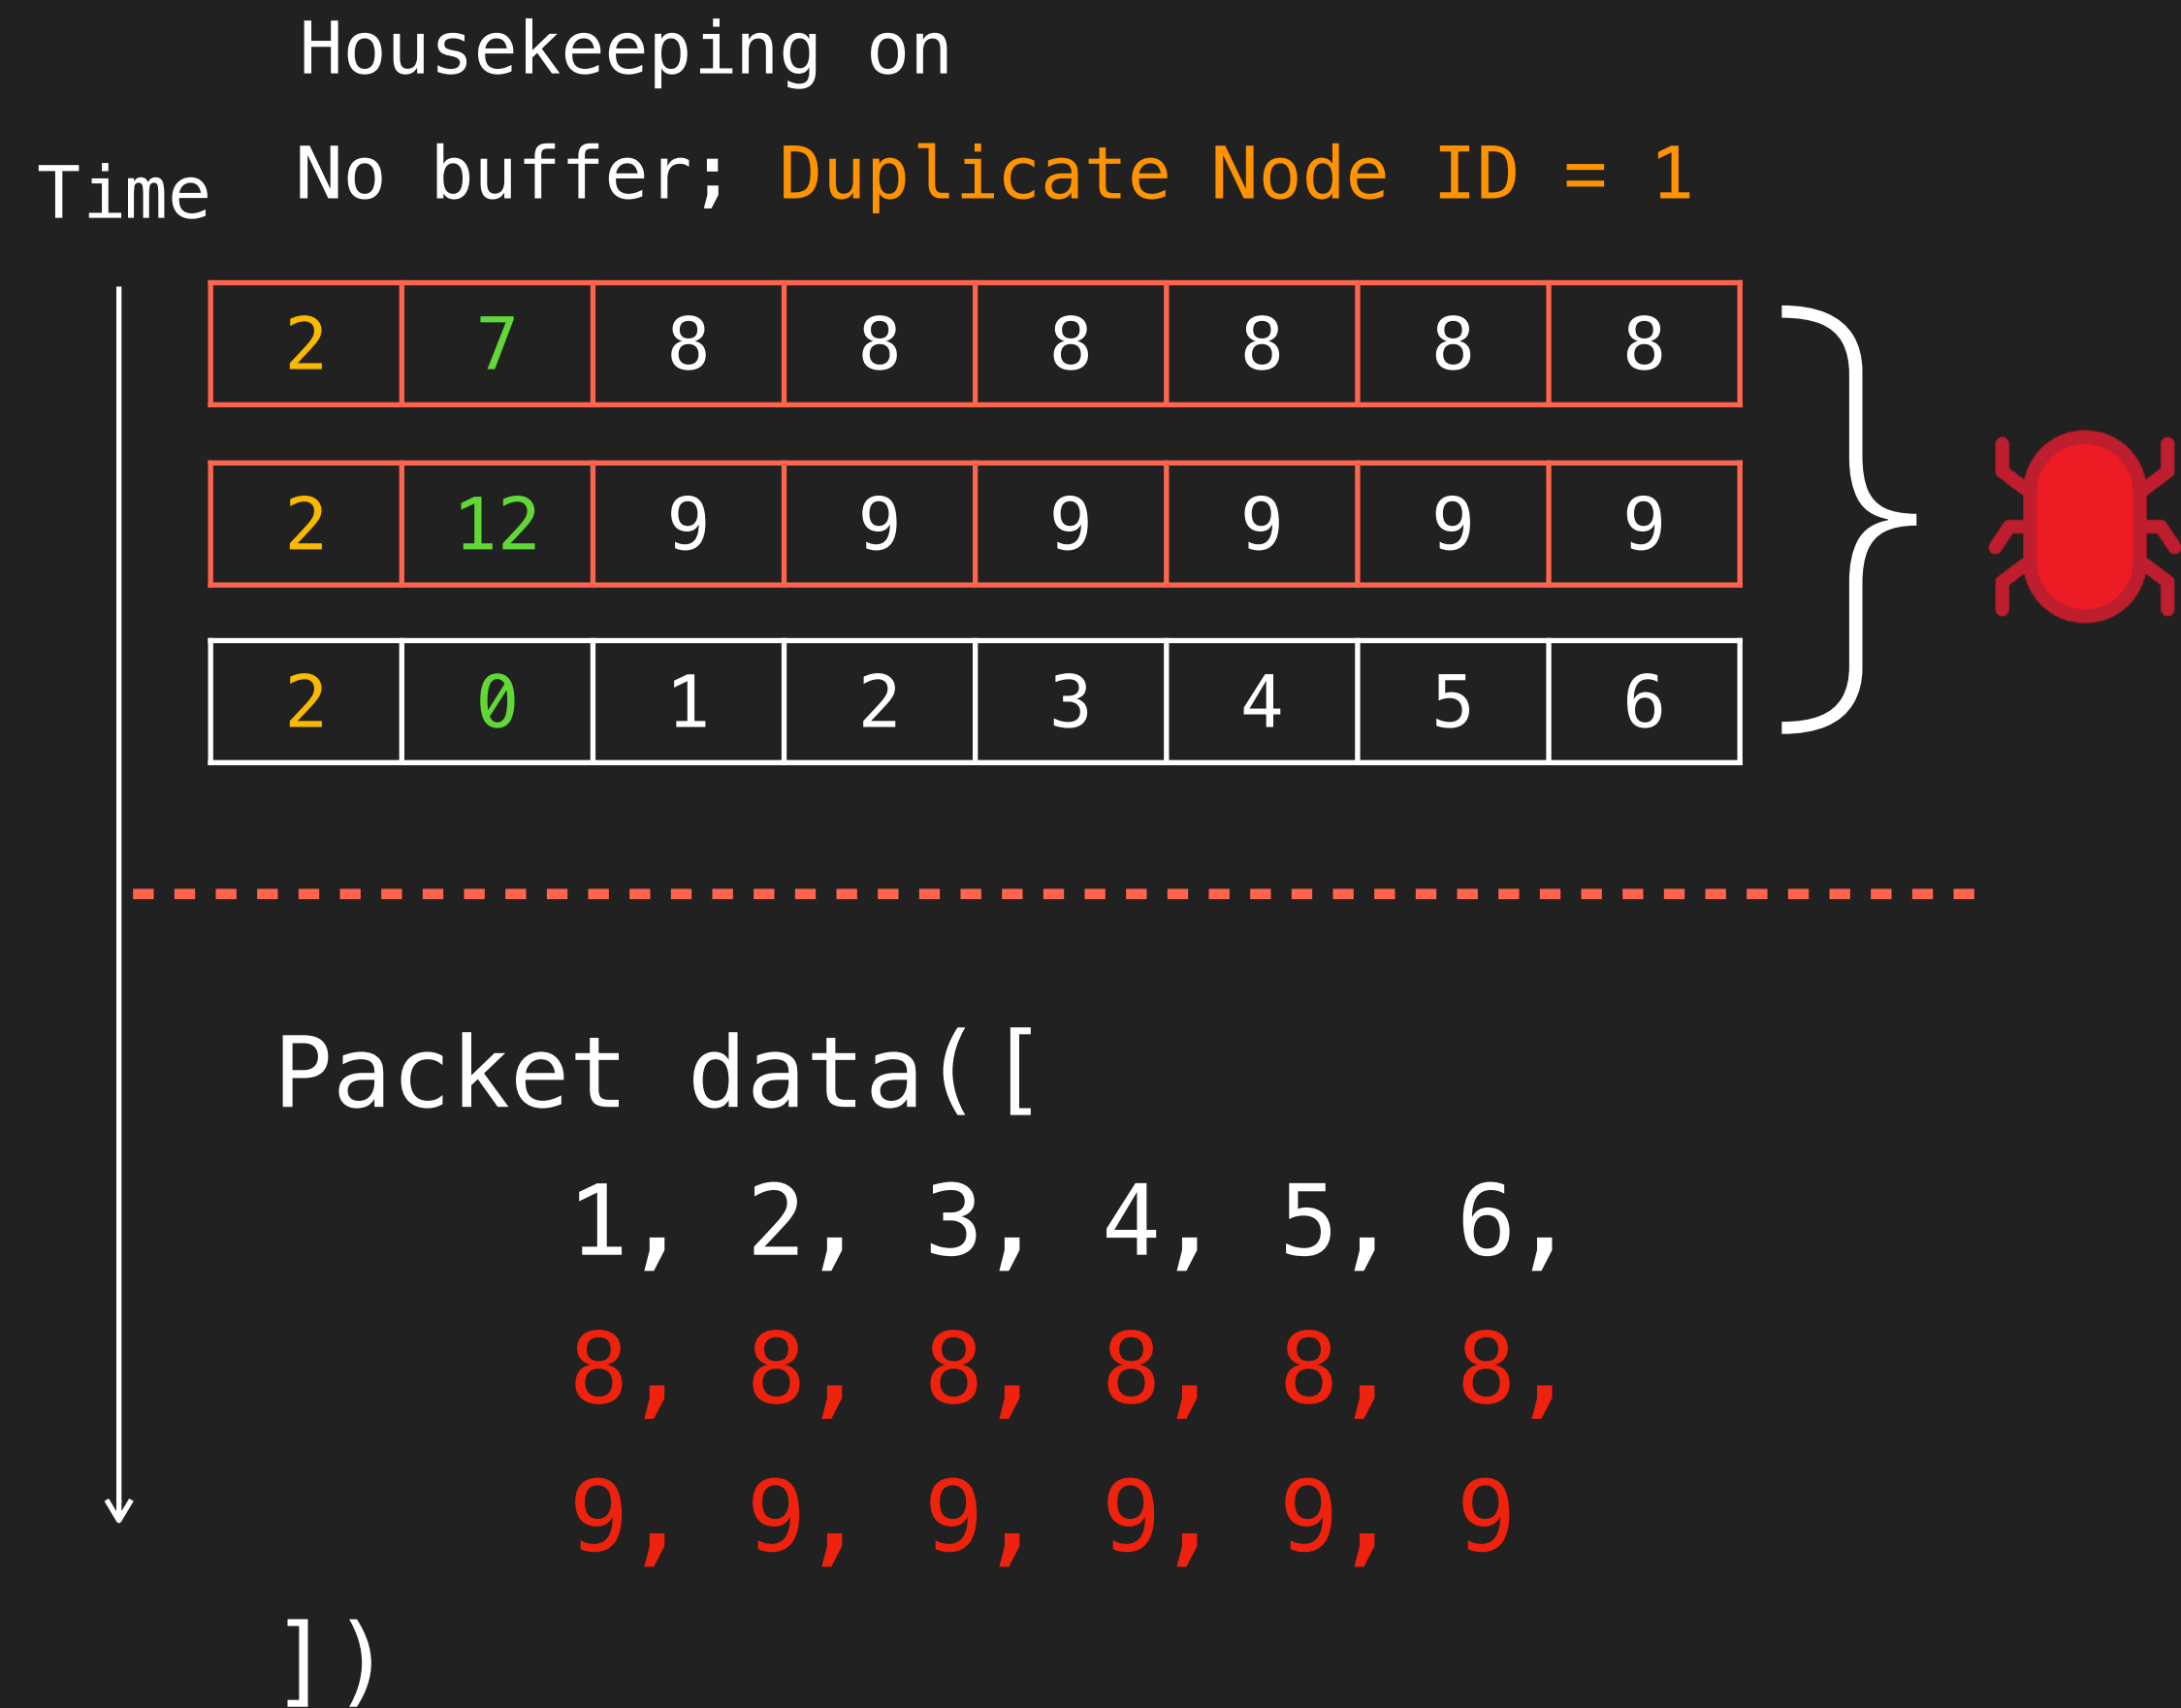 Housekeeping on
Time
No buffer; Duplicate Node ID = 1
2 7 8 8 8 8 8 8
2 12 9 9 9 9 9 9
2 0 1 2 3 4 5 6
Packet data([
1, 2, 3, 4, 5, 6,
8, 8, 8, 8, 8, 8,
9, 9, 9, 9, 9, 9
])